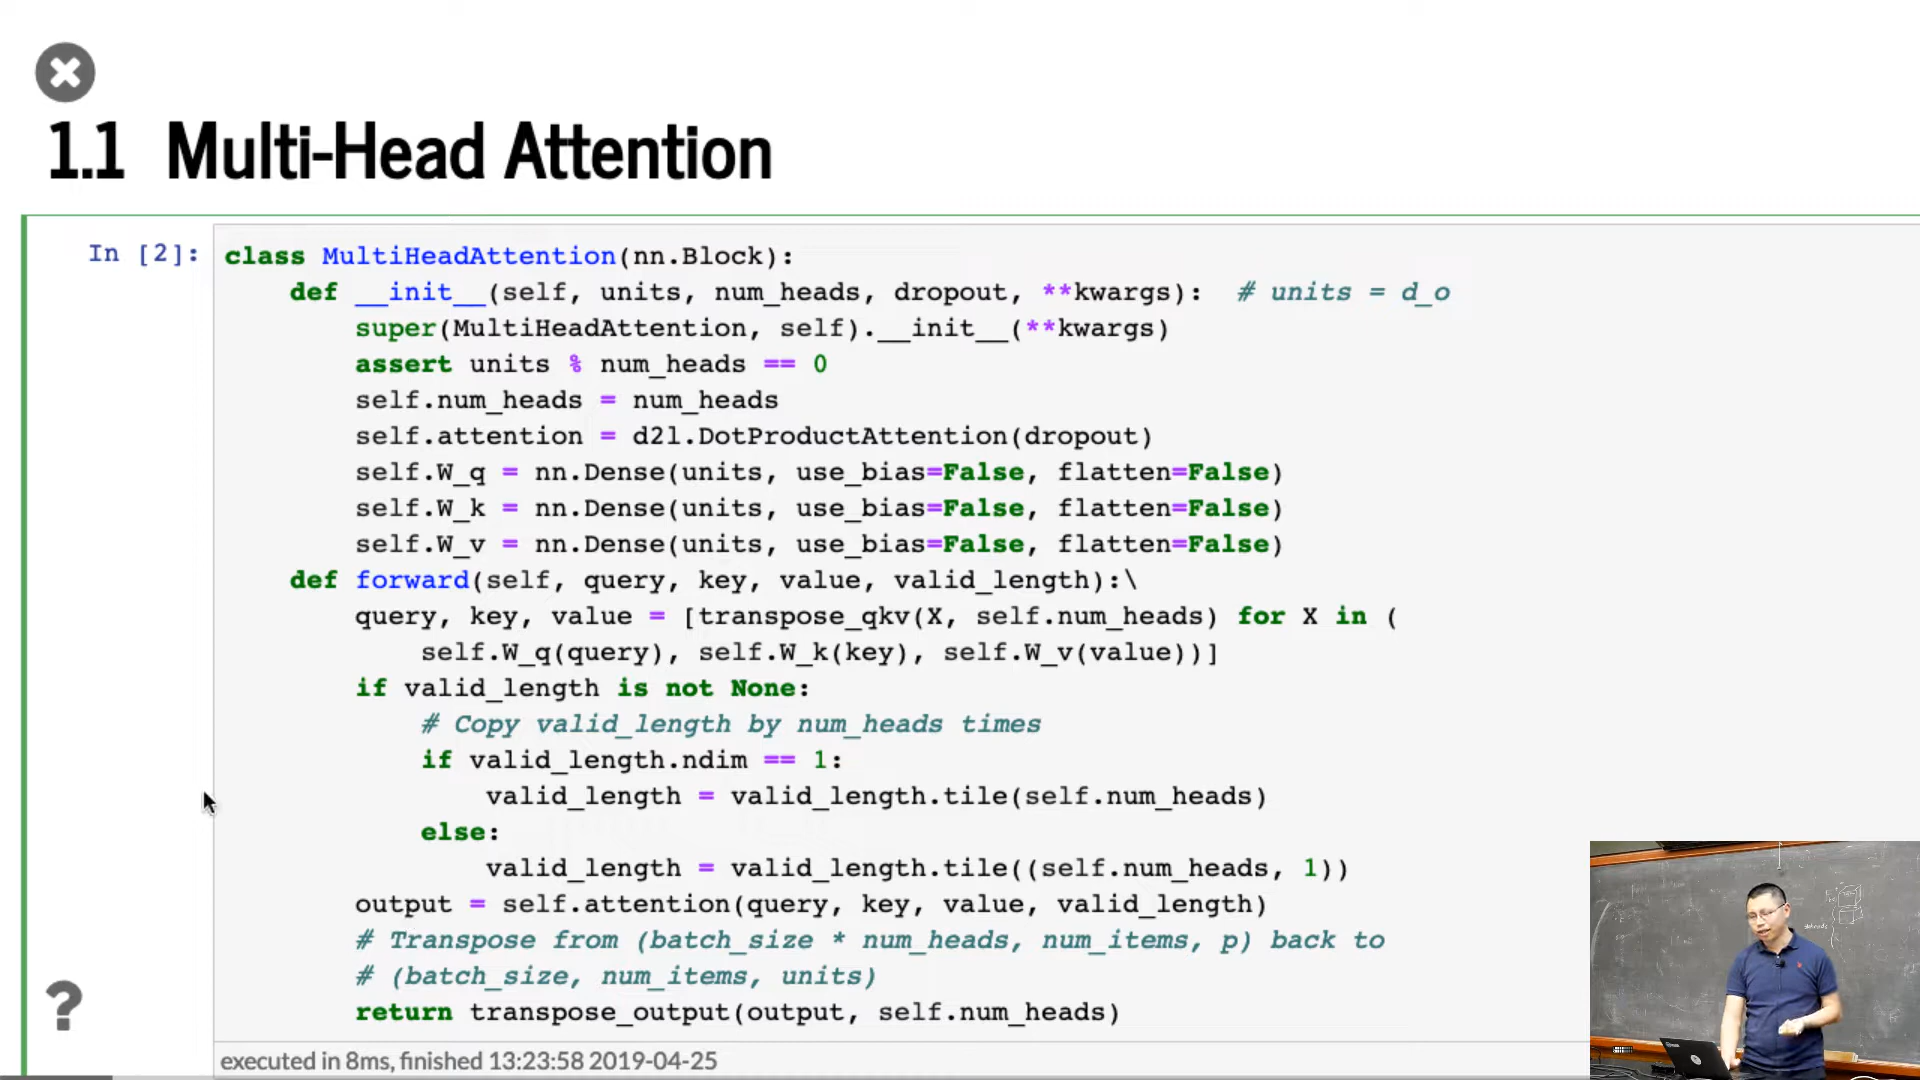 1.1 Multi-Head Attention
In [2]:
class MultiHeadAttention(nn.Block):
    def __init__(self, units, num_heads, dropout, **kwargs):  # units = d_o
        super(MultiHeadAttention, self).__init__(**kwargs)
        assert units % num_heads == 0
        self.num_heads = num_heads
        self.attention = d2l.DotProductAttention(dropout)
        self.W_q = nn.Dense(units, use_bias=False, flatten=False)
        self.W_k = nn.Dense(units, use_bias=False, flatten=False)
        self.W_v = nn.Dense(units, use_bias=False, flatten=False)
    def forward(self, query, key, value, valid_length):\
        query, key, value = [transpose_qkv(X, self.num_heads) for X in (
            self.W_q(query), self.W_k(key), self.W_v(value))]
        if valid_length is not None:
            # Copy valid_length by num_heads times
            if valid_length.ndim == 1:
                valid_length = valid_length.tile(self.num_heads)
            else:
                valid_length = valid_length.tile((self.num_heads, 1))
        output = self.attention(query, key, value, valid_length)
        # Transpose from (batch_size * num_heads, num_items, p) back to
        # (batch_size, num_items, units)
        return transpose_output(output, self.num_heads)
?
executed in 8ms, finished 13:23:58 2019-04-25